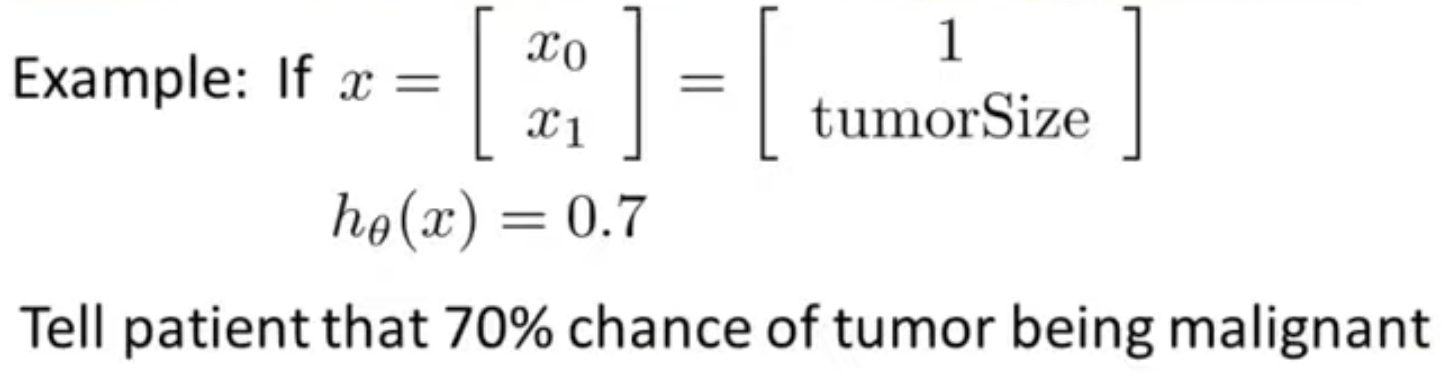 Example: If x = [ x0 x1 ] = [ 1 tumorSize ]
hθ(x) = 0.7
Tell patient that 70% chance of tumor being malignant